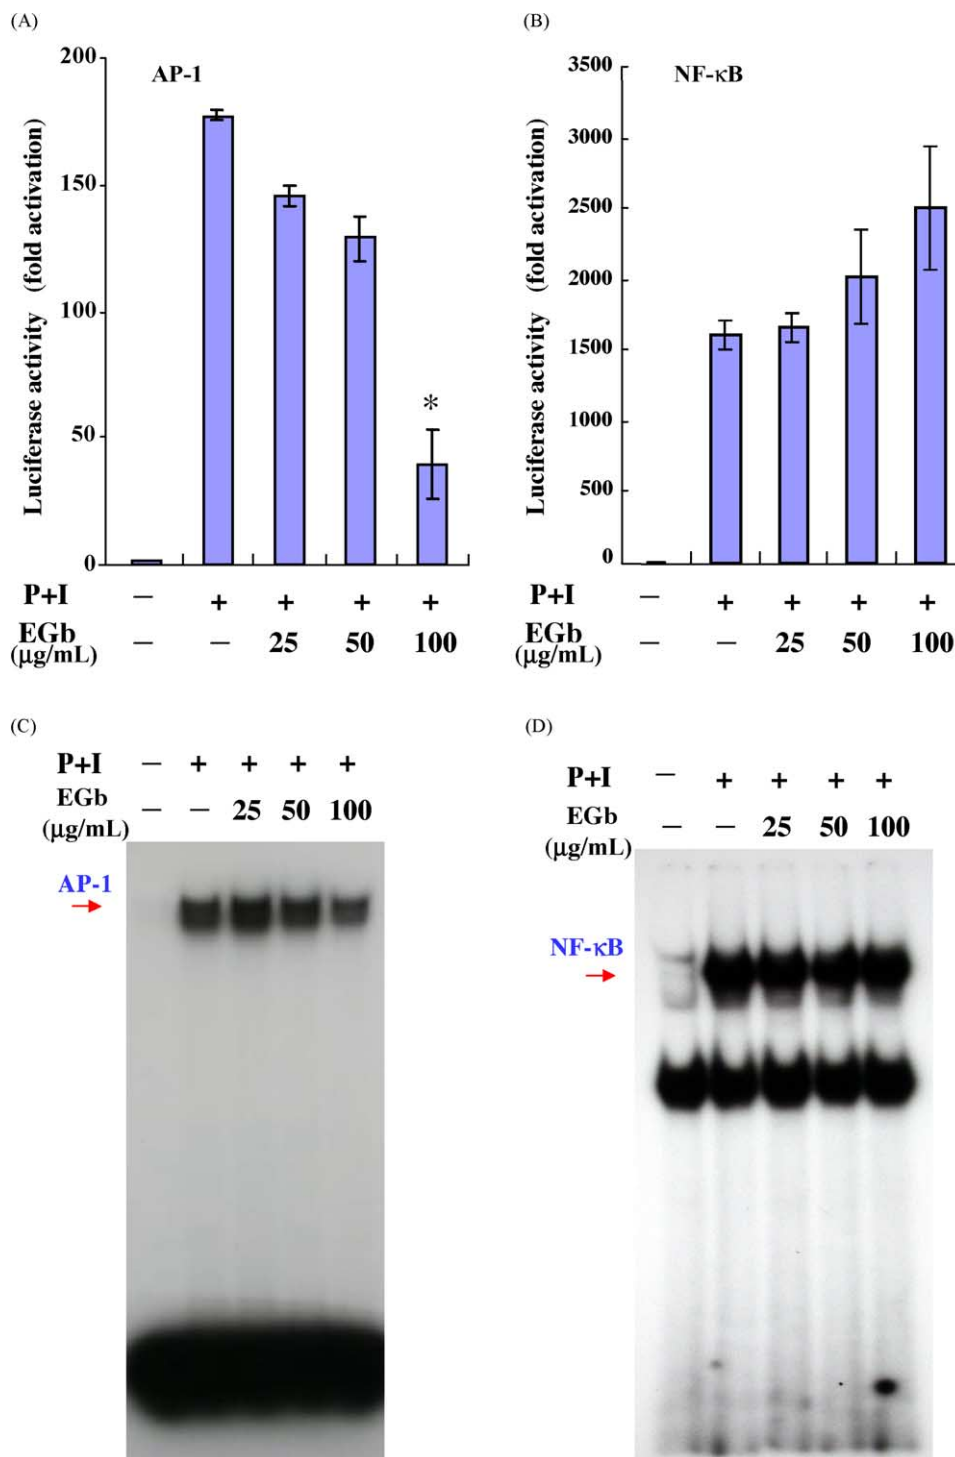 (A)
AP-1
Luciferase activity (fold activation)
200
150
100
50
0
P+I − + + + +
EGb − − 25 50 100
(μg/mL)
(B)
NF-κB
Luciferase activity (fold activation)
3500
3000
2500
2000
1500
1000
500
0
P+I − + + + +
EGb − − 25 50 100
(μg/mL)
*
(C)
P+I − + + + +
EGb − − 25 50 100
(μg/mL)
AP-1
(D)
P+I − + + + +
EGb − − 25 50 100
(μg/mL)
NF-κB